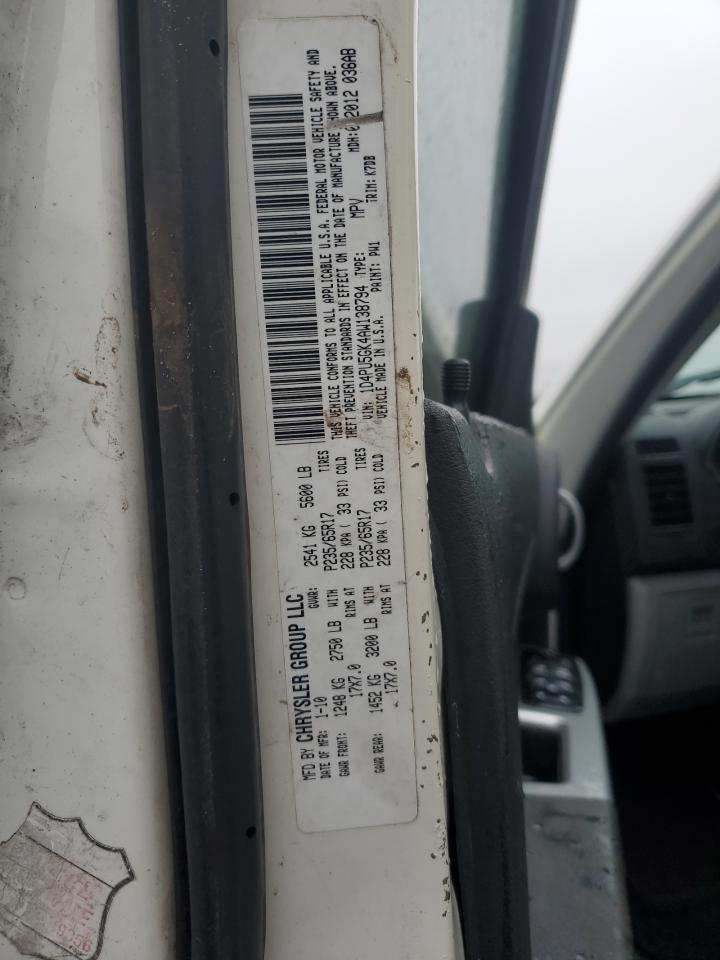 MFD BY CHRYSLER GROUP LLC
DATE OF MFR: 1-10 GVWR: 2541 KG 5600 LB
GAWR FRONT: 1248 KG 2750 LB WITH P235/65R17 TIRES
17X7.0 RIMS AT 228 KPA ( 33 PSI) COLD
GAWR REAR: 1452 KG 3200 LB WITH P235/65R17 TIRES
17X7.0 RIMS AT 228 KPA ( 33 PSI) COLD
THIS VEHICLE CONFORMS TO ALL APPLICABLE U.S.A. FEDERAL MOTOR VEHICLE SAFETY AND
THEFT PREVENTION STANDARDS IN EFFECT ON THE DATE OF MANUFACTURE SHOWN ABOVE.
VIN: 1D4PU5GK4AW138794 TYPE: MPV MDH: 2012 036AB
VEHICLE MADE IN U.S.A. PAINT: PW1 TRIM: K7DB